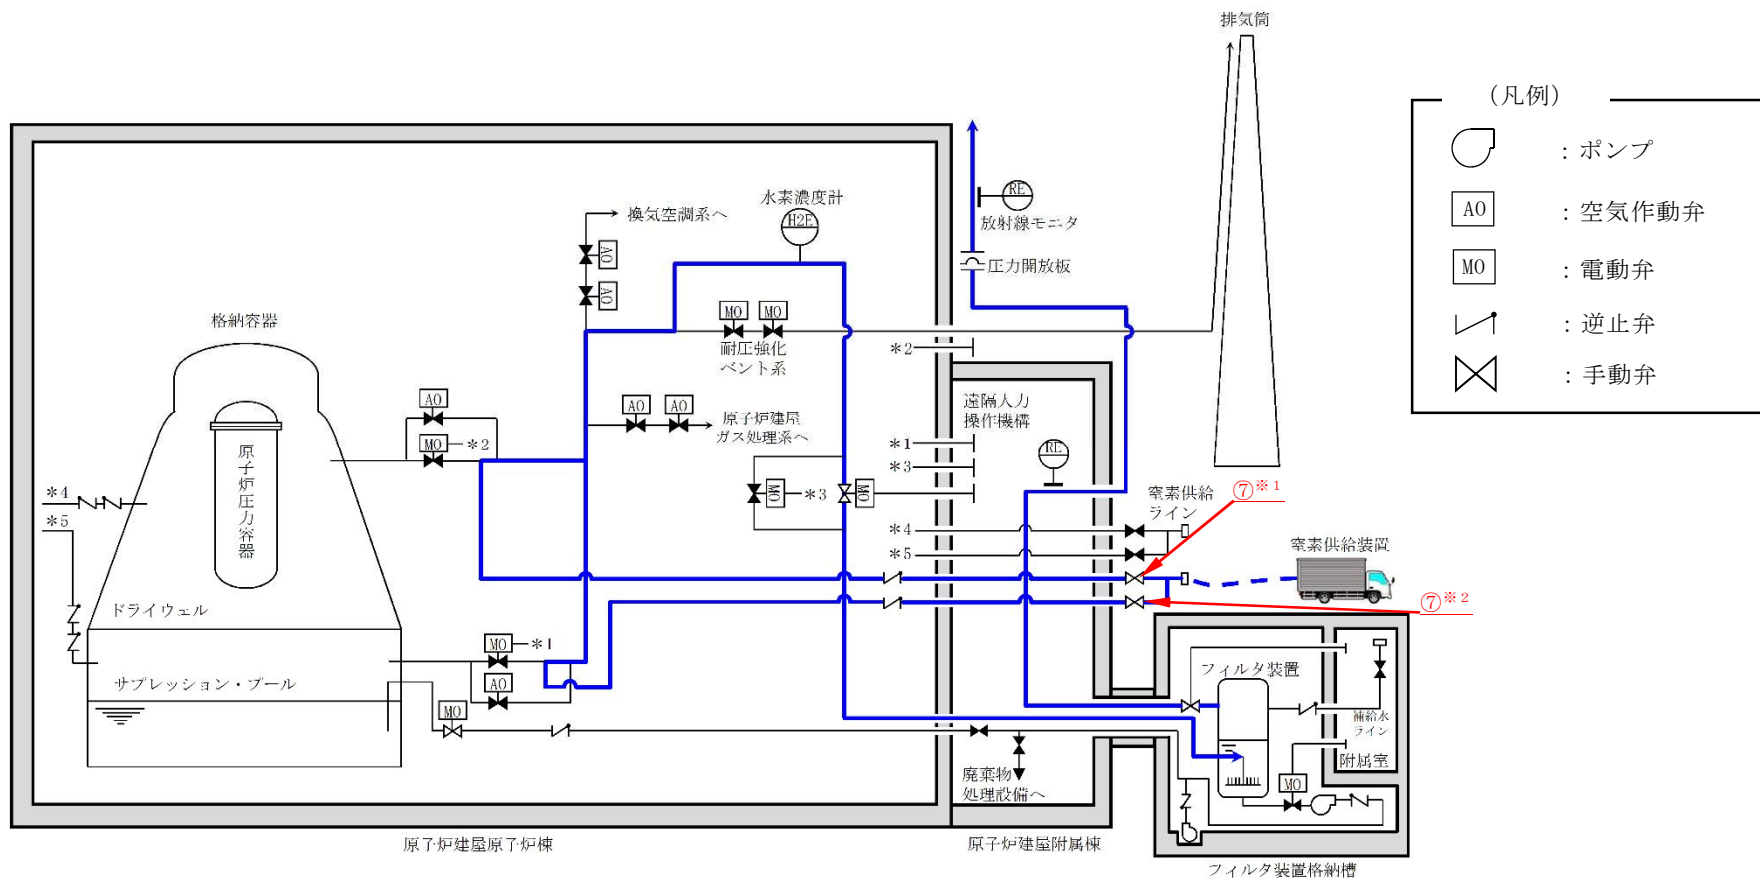 排気筒
（凡例）
：ポンプ
AO
：空気作動弁
MO
：電動弁
：逆止弁
：手動弁
水素濃度計
H2E
換気空調系へ
AO
AO
RE
放射線モニタ
圧力開放板
格納容器
MO
MO
耐圧強化
ベント系
＊2
AO
AO
AO
原子炉建屋
ガス処理系へ
MO
＊2
遠隔人力
操作機構
＊1
＊3
RE
原子炉圧力容器
＊4
＊5
MO
＊3
MO
窒素供給
ライン
⑦※1
＊4
＊5
窒素供給装置
⑦※2
ドライウェル
MO
＊1
サプレッション・プール
AO
MO
フィルタ装置
補給水
ライン
附属室
MO
廃棄物
処理設備へ
原子炉建屋原子炉棟
原子炉建屋附属棟
フィルタ装置格納槽